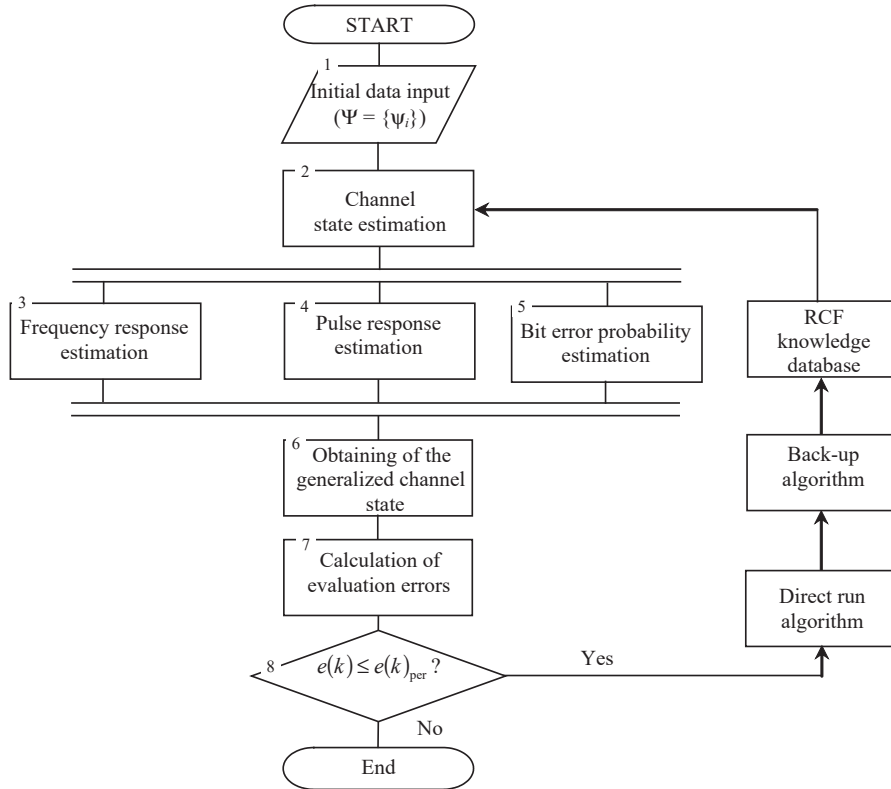 START
1
Initial data input
(Ψ = {ψi})
2
Channel
state estimation
3
Frequency response
estimation
4
Pulse response
estimation
5
Bit error probability
estimation
RCF
knowledge
database
6
Obtaining of the
generalized channel
state
Back-up
algorithm
7
Calculation of
evaluation errors
Direct run
algorithm
8
e(k) ≤ e(k)per ?
Yes
No
End